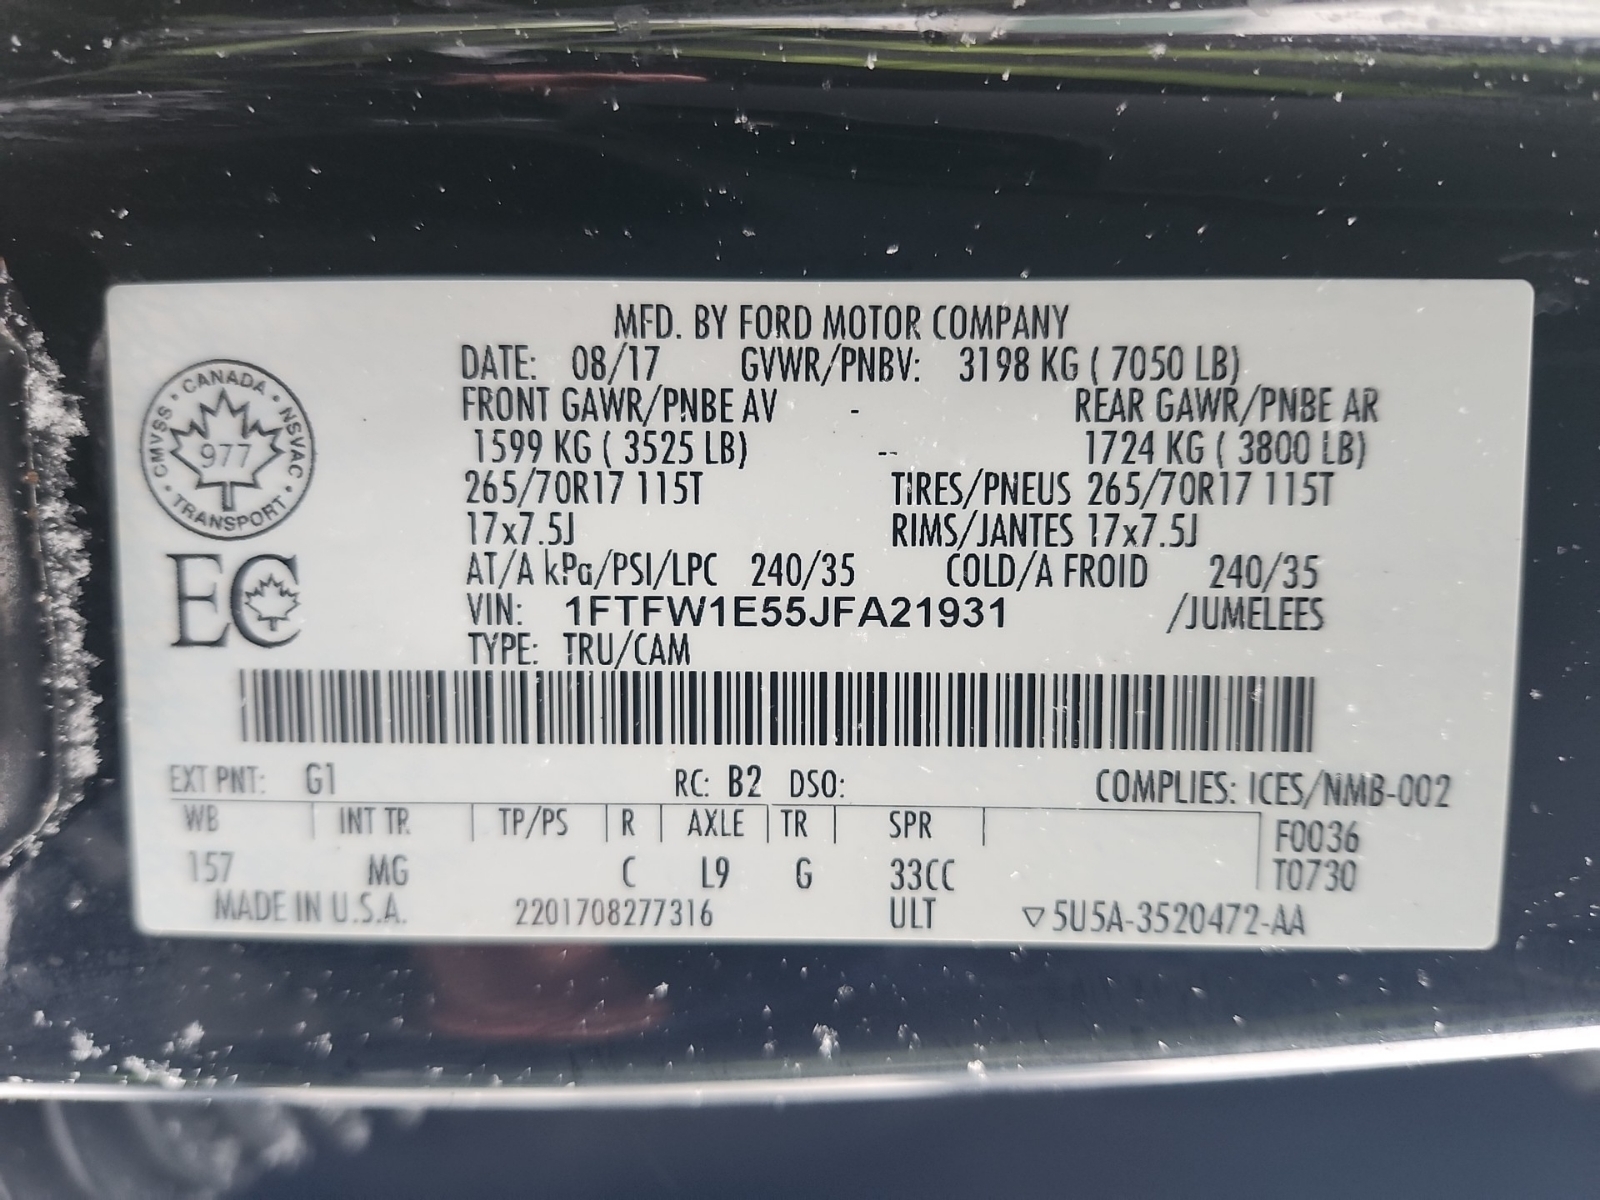 MFD. BY FORD MOTOR COMPANY
DATE: 08/17 GVWR/PNBV: 3198 KG ( 7050 LB)
FRONT GAWR/PNBE AV - REAR GAWR/PNBE AR
1599 KG ( 3525 LB) -- 1724 KG ( 3800 LB)
265/70R17 115T TIRES/PNEUS 265/70R17 115T
17x7.5J RIMS/JANTES 17x7.5J
AT/A kPa/PSI/LPC 240/35 COLD/A FROID 240/35
VIN: 1FTFW1E55JFA21931 /JUMELEES
TYPE: TRU/CAM
CANADA • NSVAC • TRANSPORT • CMVSS •
977
EC
EXT PNT: G1 RC: B2 DSO: COMPLIES: ICES/NMB-002
WB INT TR TP/PS R AXLE TR SPR F0036
157 MG C L9 G 33CC T0730
MADE IN U.S.A. 2201708277316 ULT ▽5U5A-3520472-AA